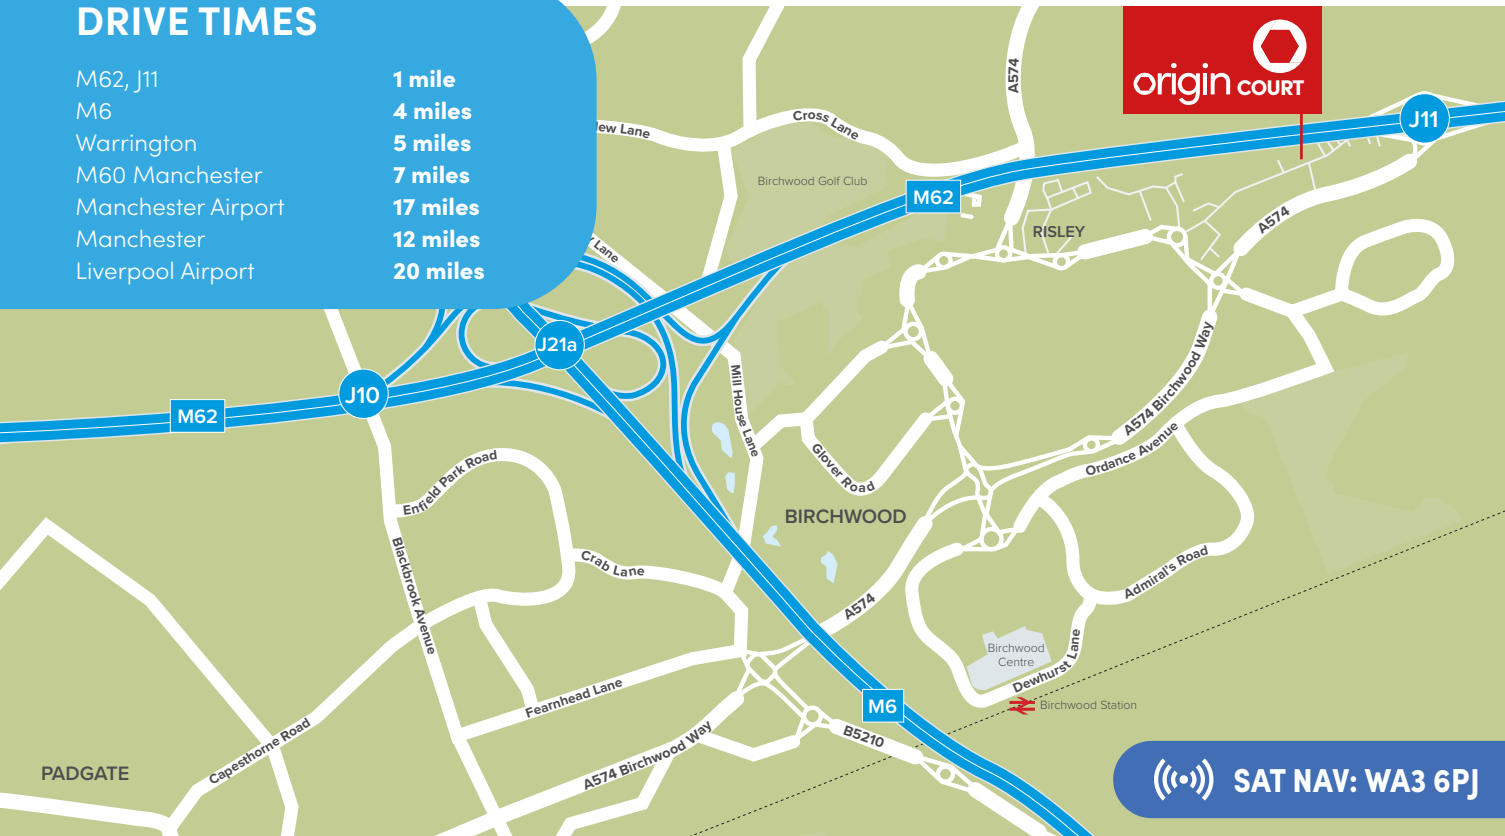 DRIVE TIMES
M62, J11 1 mile
M6 4 miles
Warrington 5 miles
M60 Manchester 7 miles
Manchester Airport 17 miles
Manchester 12 miles
Liverpool Airport 20 miles
origin COURT
A574
J11
Lane
Cross Lane
Birchwood Golf Club
M62
RISLEY
A574
Lane
J21a
J10
M62
Mill House Lane
A574 Birchwood Way
Ordance Avenue
Glover Road
Enfield Park Road
BIRCHWOOD
Blackbrook Avenue
Crab Lane
A574
Admiral's Road
Birchwood
Centre
Dewhurst Lane
Birchwood Station
Fearnhead Lane
M6
B5210
A574 Birchwood Way
Capesthorne Road
PADGATE
SAT NAV: WA3 6PJ